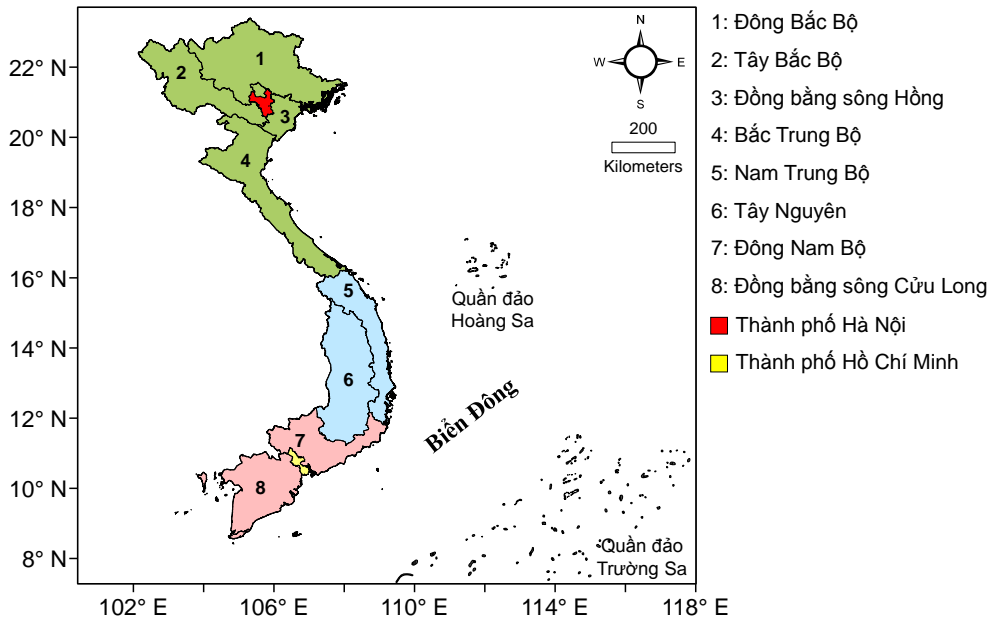 22° N
20° N
18° N
16° N
14° N
12° N
10° N
8° N
102° E
106° E
110° E
114° E
118° E
1
2
3
4
5
6
7
8
N
W
E
S
200
Kilometers
Quần đảo
Hoàng Sa
Biển Đông
Quần đảo
Trường Sa
1: Đông Bắc Bộ
2: Tây Bắc Bộ
3: Đồng bằng sông Hồng
4: Bắc Trung Bộ
5: Nam Trung Bộ
6: Tây Nguyên
7: Đông Nam Bộ
8: Đồng bằng sông Cửu Long
Thành phố Hà Nội
Thành phố Hồ Chí Minh